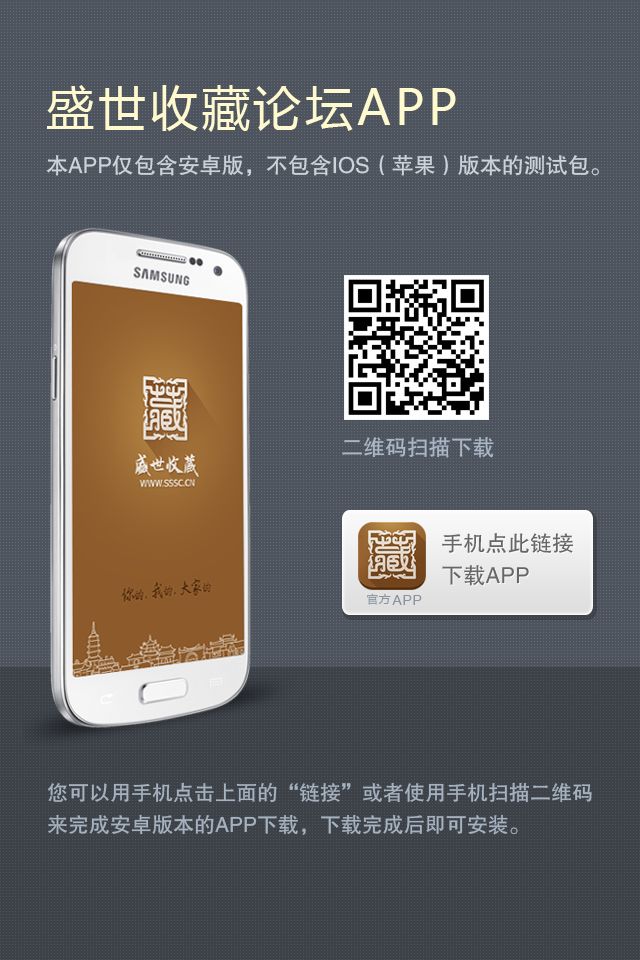 盛世收藏论坛APP
本APP仅包含安卓版，不包含IOS（苹果）版本的测试包。
SAMSUNG
藏
盛世收藏
WWW.SSSC.CN
你的，我的，大家的
二维码扫描下载
藏
官方APP
手机点此链接
下载APP
您可以用手机点击上面的“链接”或者使用手机扫描二维码
来完成安卓版本的APP下载，下载完成后即可安装。